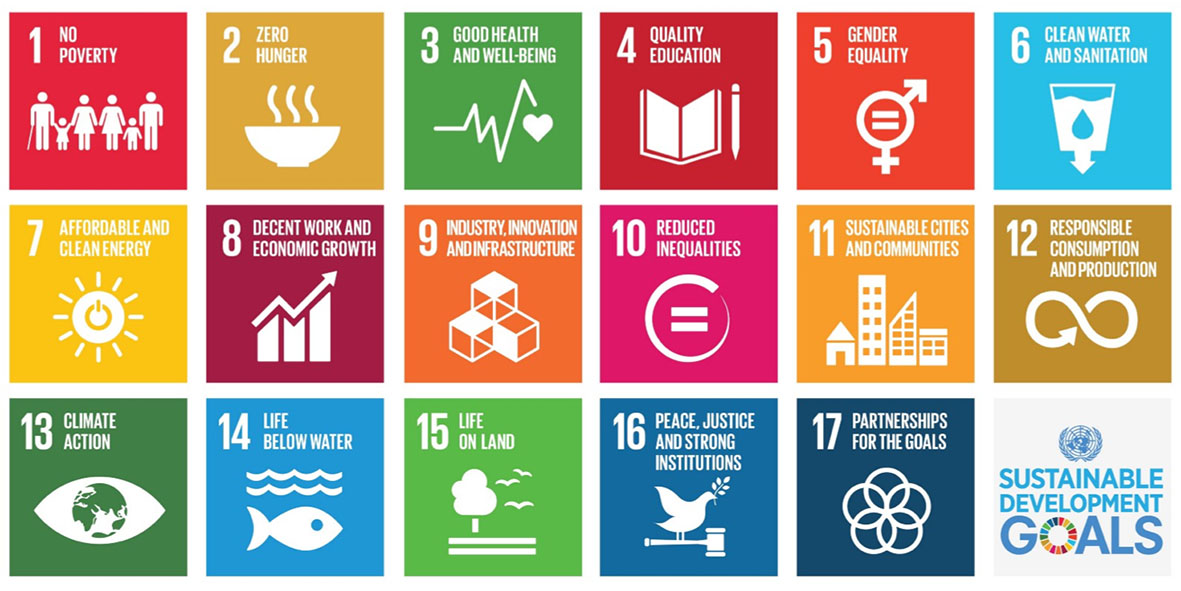 1 NO
POVERTY
2 ZERO
HUNGER
3 GOOD HEALTH
AND WELL-BEING
4 QUALITY
EDUCATION
5 GENDER
EQUALITY
6 CLEAN WATER
AND SANITATION
7 AFFORDABLE AND
CLEAN ENERGY
8 DECENT WORK AND
ECONOMIC GROWTH
9 INDUSTRY, INNOVATION
AND INFRASTRUCTURE
10 REDUCED
INEQUALITIES
11 SUSTAINABLE CITIES
AND COMMUNITIES
12 RESPONSIBLE
CONSUMPTION
AND PRODUCTION
13 CLIMATE
ACTION
14 LIFE
BELOW WATER
15 LIFE
ON LAND
16 PEACE, JUSTICE
AND STRONG
INSTITUTIONS
17 PARTNERSHIPS
FOR THE GOALS
SUSTAINABLE
DEVELOPMENT
GOALS